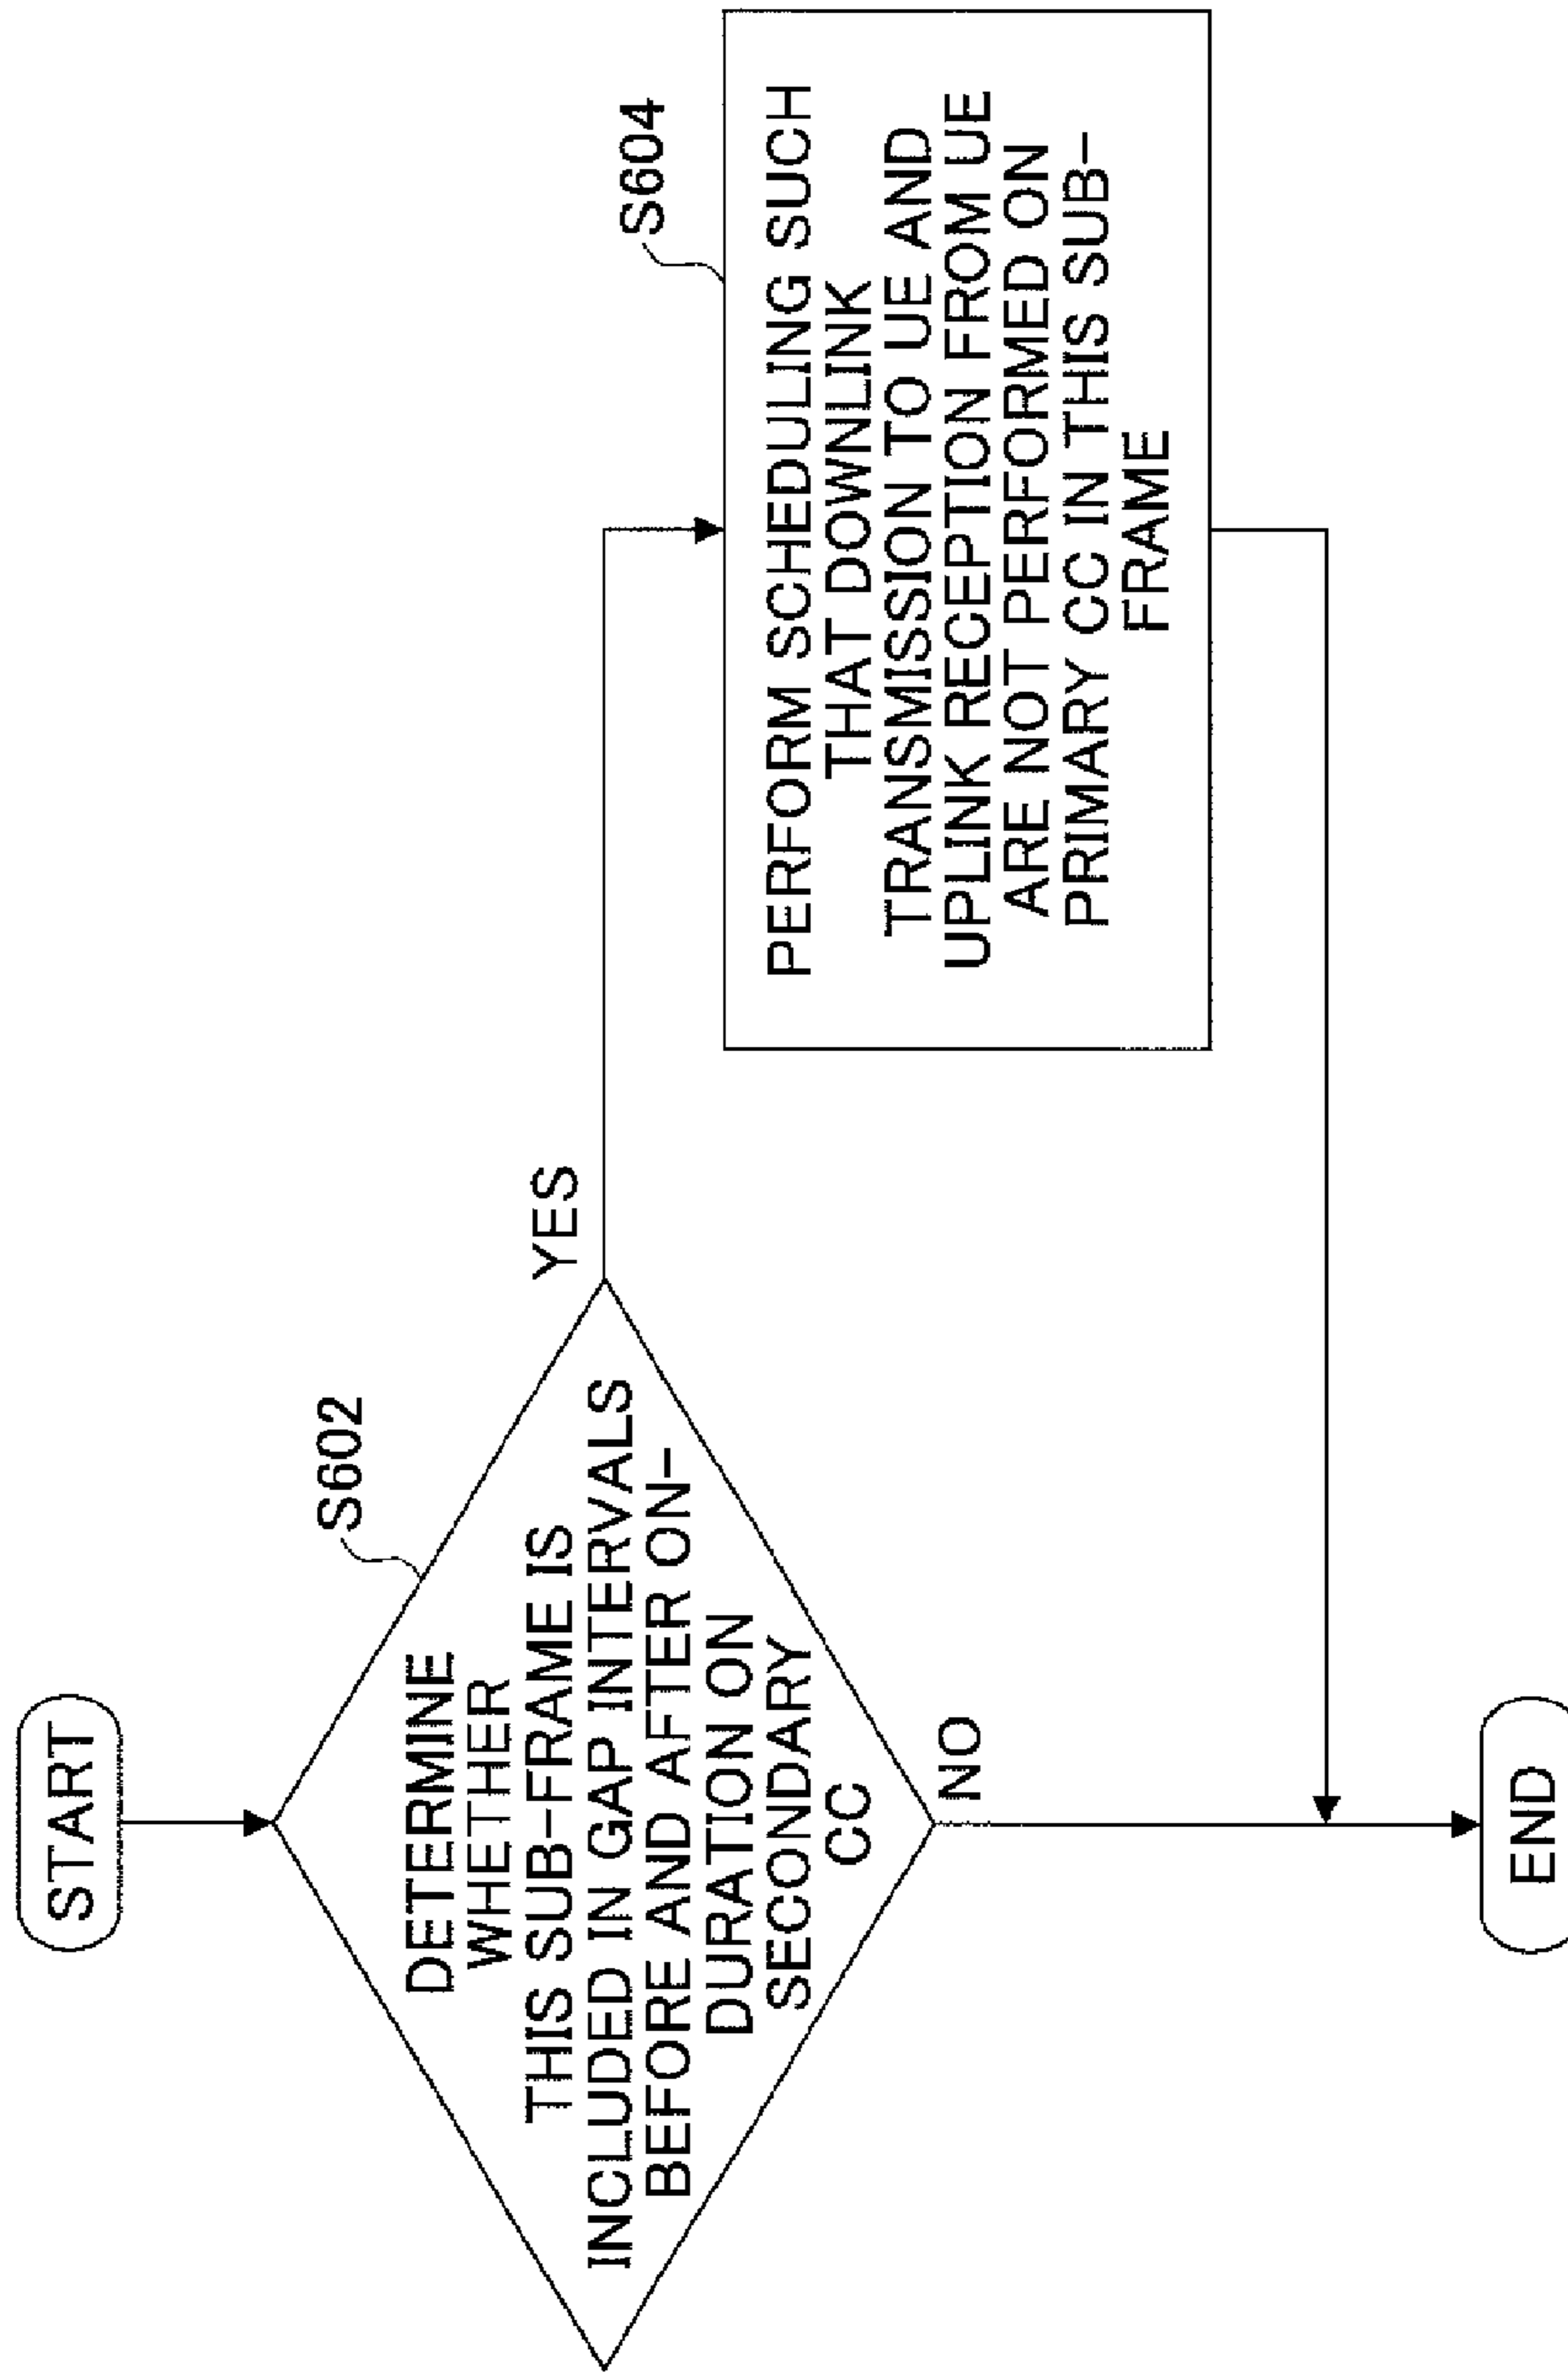 START
S602
DETERMINE
WHETHER
THIS SUB-FRAME IS
INCLUDED IN GAP INTERVALS
BEFORE AND AFTER ON-
DURATION ON
SECONDARY
CC
YES
NO
S604
PERFORM SCHEDULING SUCH
THAT DOWNLINK
TRANSMISSION TO UE AND
UPLINK RECEPTION FROM UE
ARE NOT PERFORMED ON
PRIMARY CC IN THIS SUB-
FRAME
END